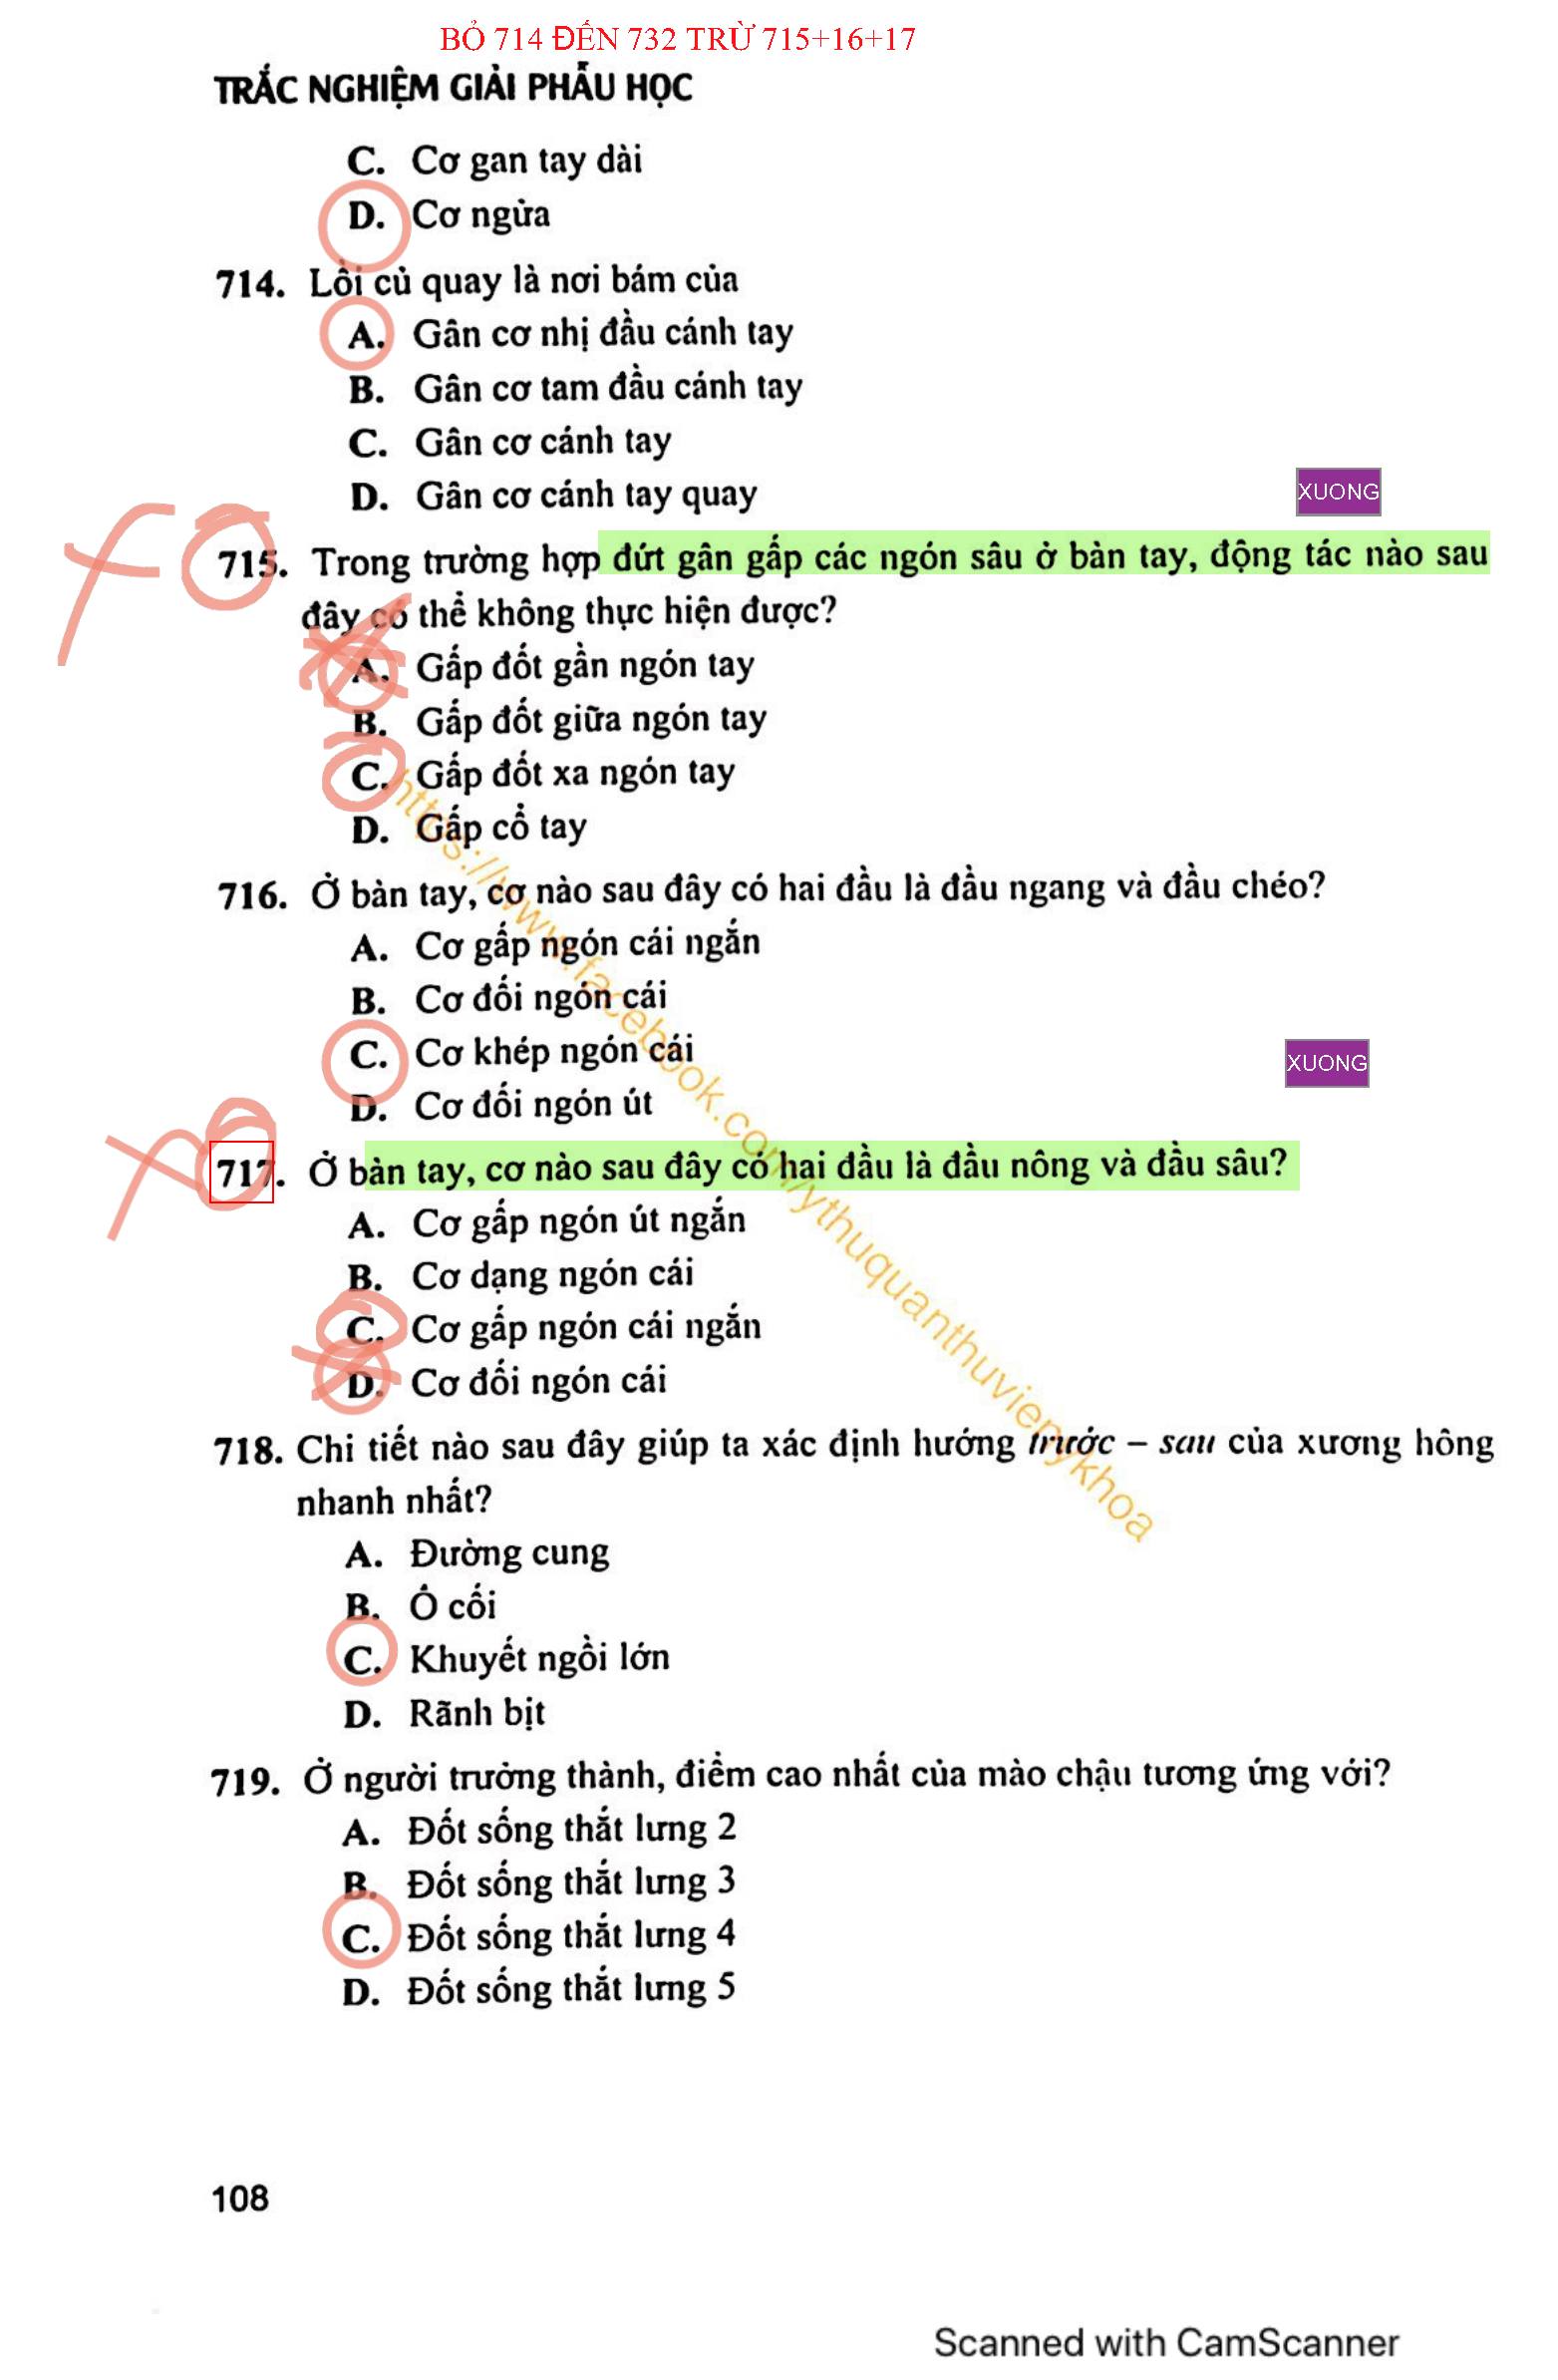 BỎ 714 ĐẾN 732 TRỪ 715+16+17
TRẮC NGHIỆM GIẢI PHẪU HỌC
C. Cơ gan tay dài
D. Cơ ngửa
714. Lồi củ quay là nơi bám của
A. Gân cơ nhị đầu cánh tay
B. Gân cơ tam đầu cánh tay
C. Gân cơ cánh tay
D. Gân cơ cánh tay quay
XUONG
715. Trong trường hợp đứt gân gấp các ngón sâu ở bàn tay, động tác nào sau
đây có thể không thực hiện được?
A. Gấp đốt gần ngón tay
B. Gấp đốt giữa ngón tay
C. Gấp đốt xa ngón tay
D. Gấp cổ tay
716. Ở bàn tay, cơ nào sau đây có hai đầu là đầu ngang và đầu chéo?
A. Cơ gấp ngón cái ngắn
B. Cơ đối ngón cái
C. Cơ khép ngón cái
D. Cơ đối ngón út
XUONG
717. Ở bàn tay, cơ nào sau đây có hai đầu là đầu nông và đầu sâu?
A. Cơ gấp ngón út ngắn
B. Cơ dạng ngón cái
C. Cơ gấp ngón cái ngắn
D. Cơ đối ngón cái
718. Chi tiết nào sau đây giúp ta xác định hướng trước – sau của xương hông
nhanh nhất?
A. Đường cung
B. Ổ cối
C. Khuyết ngồi lớn
D. Rãnh bịt
719. Ở người trưởng thành, điểm cao nhất của mào chậu tương ứng với?
A. Đốt sống thắt lưng 2
B. Đốt sống thắt lưng 3
C. Đốt sống thắt lưng 4
D. Đốt sống thắt lưng 5
https://www.facebook.com/ythuquanthuvienykhoa
108
Scanned with CamScanner